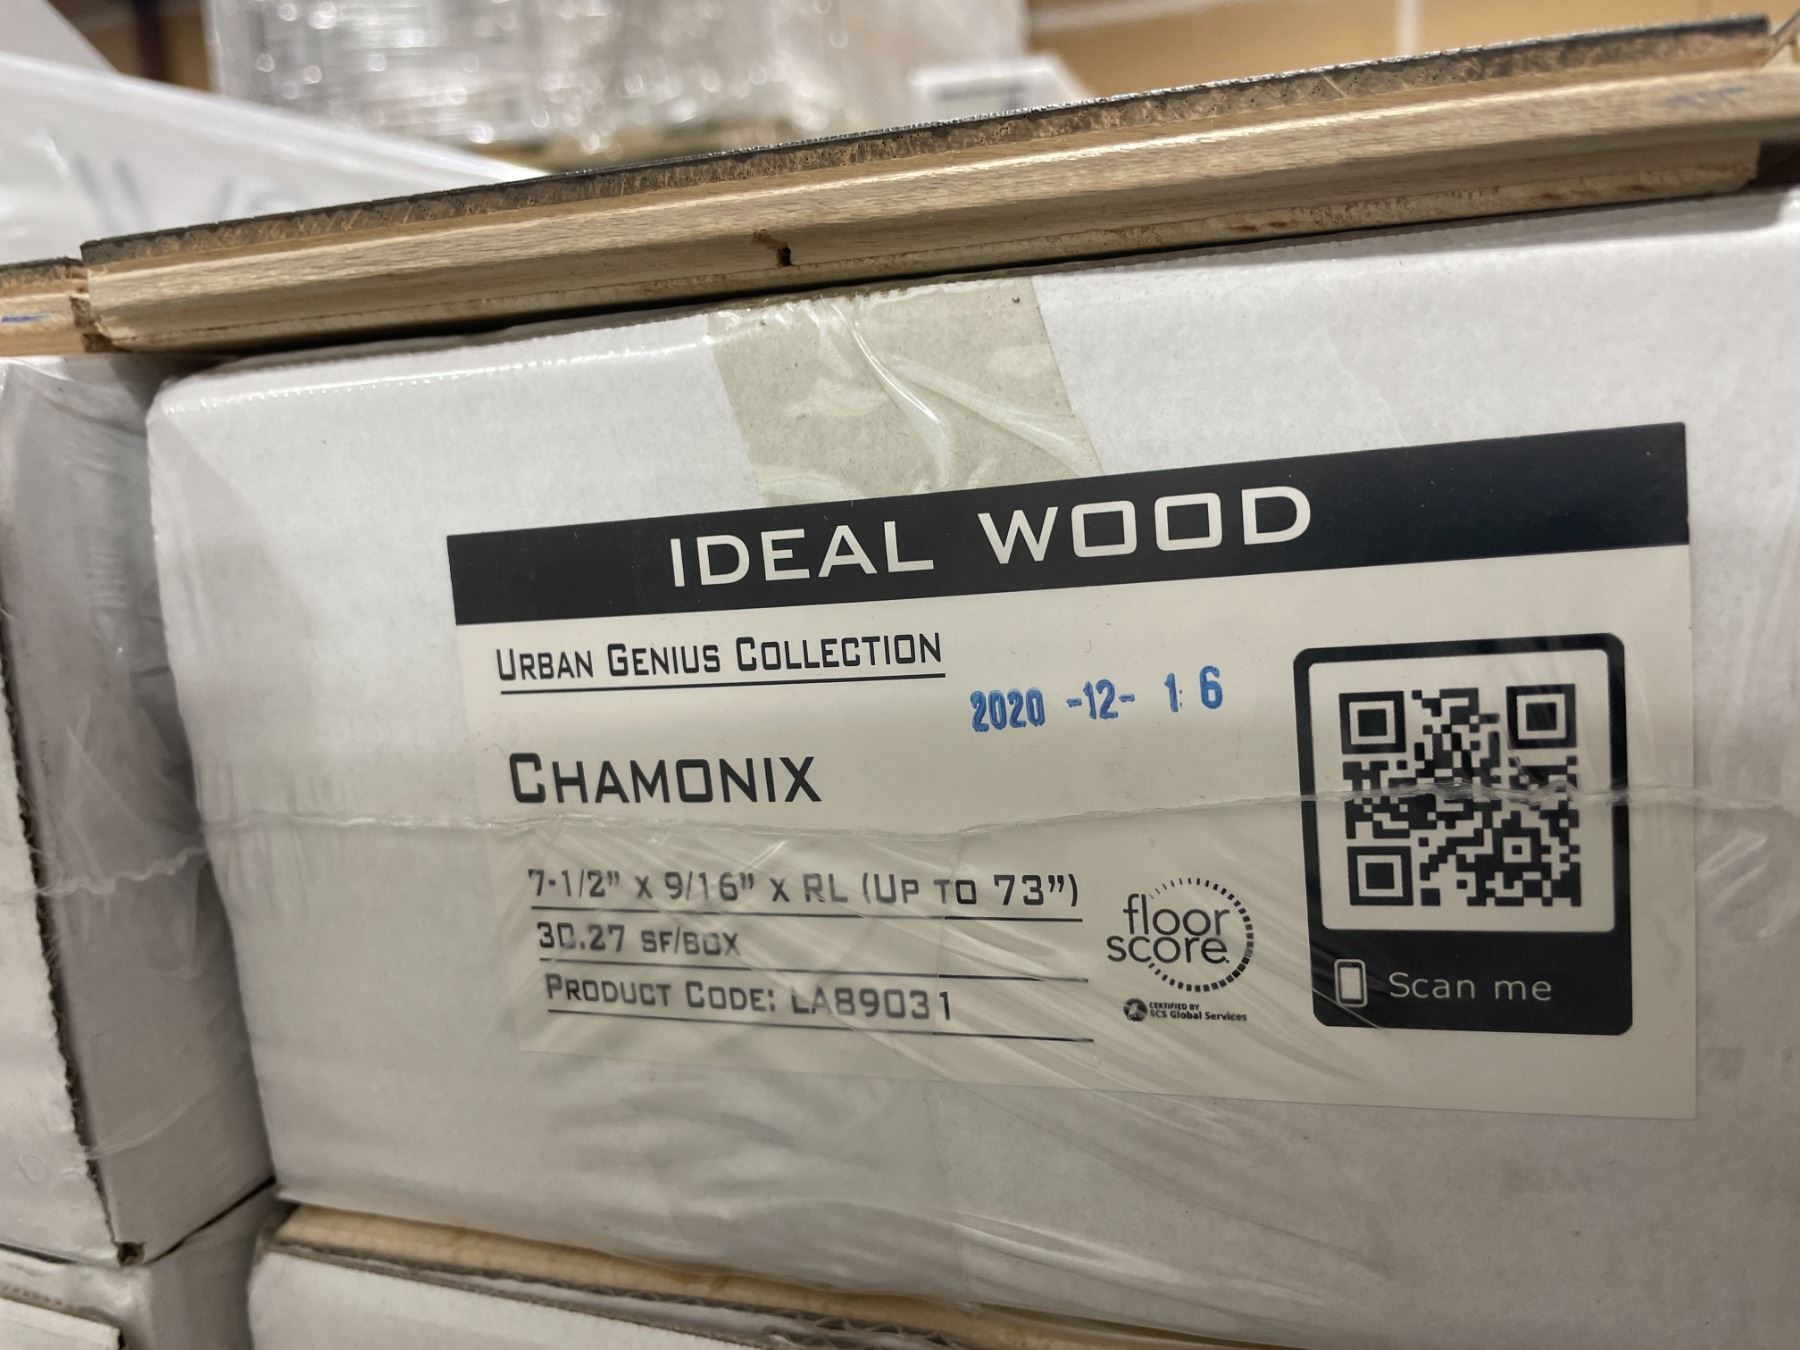 IDEAL WOOD
URBAN GENIUS COLLECTION
2020 -12- 16
CHAMONIX
7-1/2" X 9/16" X RL (UP TO 73")
30.27 SF/BOX
PRODUCT CODE: LA89031
floor
score
CERTIFIED BY
SCS Global Services
Scan me